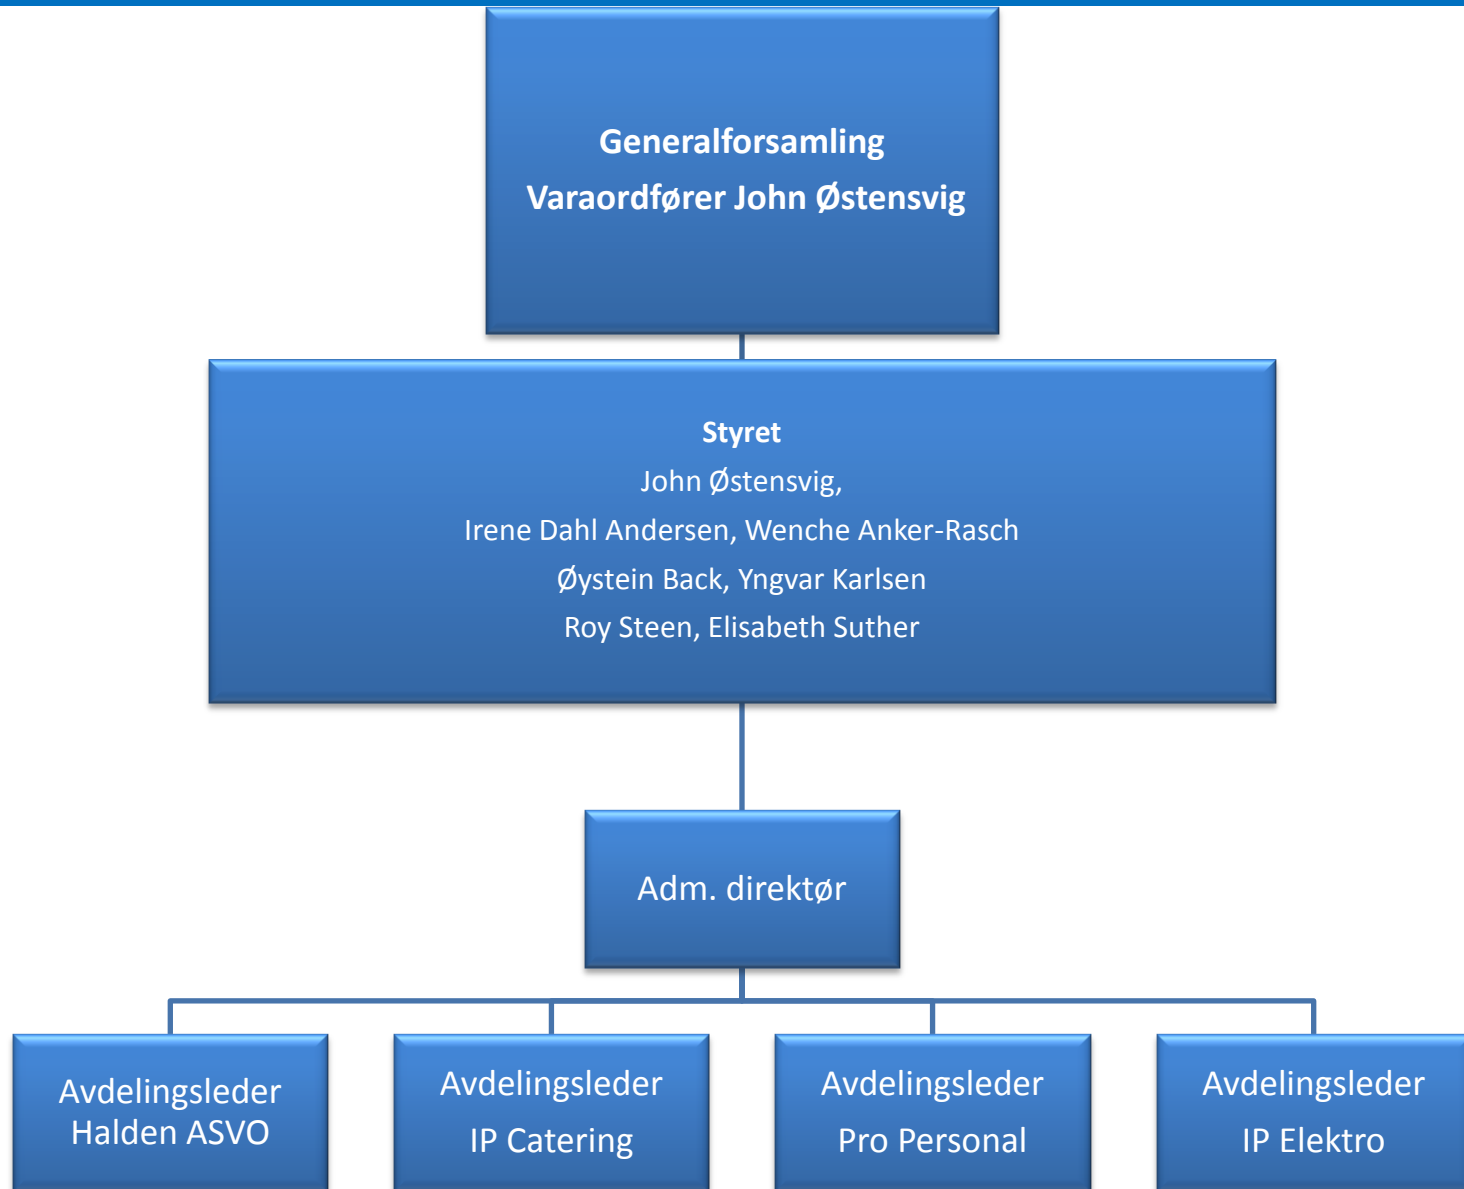 Generalforsamling
Varaordfører John Østensvig
Styret
John Østensvig,
Irene Dahl Andersen, Wenche Anker-Rasch
Øystein Back, Yngvar Karlsen
Roy Steen, Elisabeth Suther
Adm. direktør
Avdelingsleder
Halden ASVO
Avdelingsleder
IP Catering
Avdelingsleder
Pro Personal
Avdelingsleder
IP Elektro